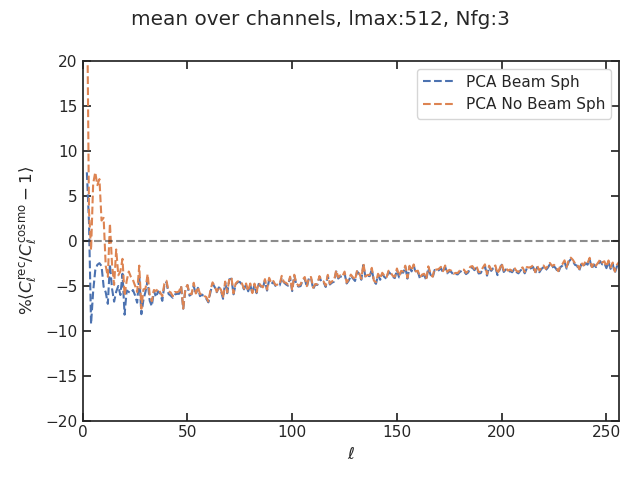 mean over channels, lmax:512, Nfg:3
20
15
10
5
0
−5
−10
−15
−20
%⟨C_ℓ^rec/C_ℓ^cosmo − 1⟩
PCA Beam Sph
PCA No Beam Sph
0 50 100 150 200 250
ℓ